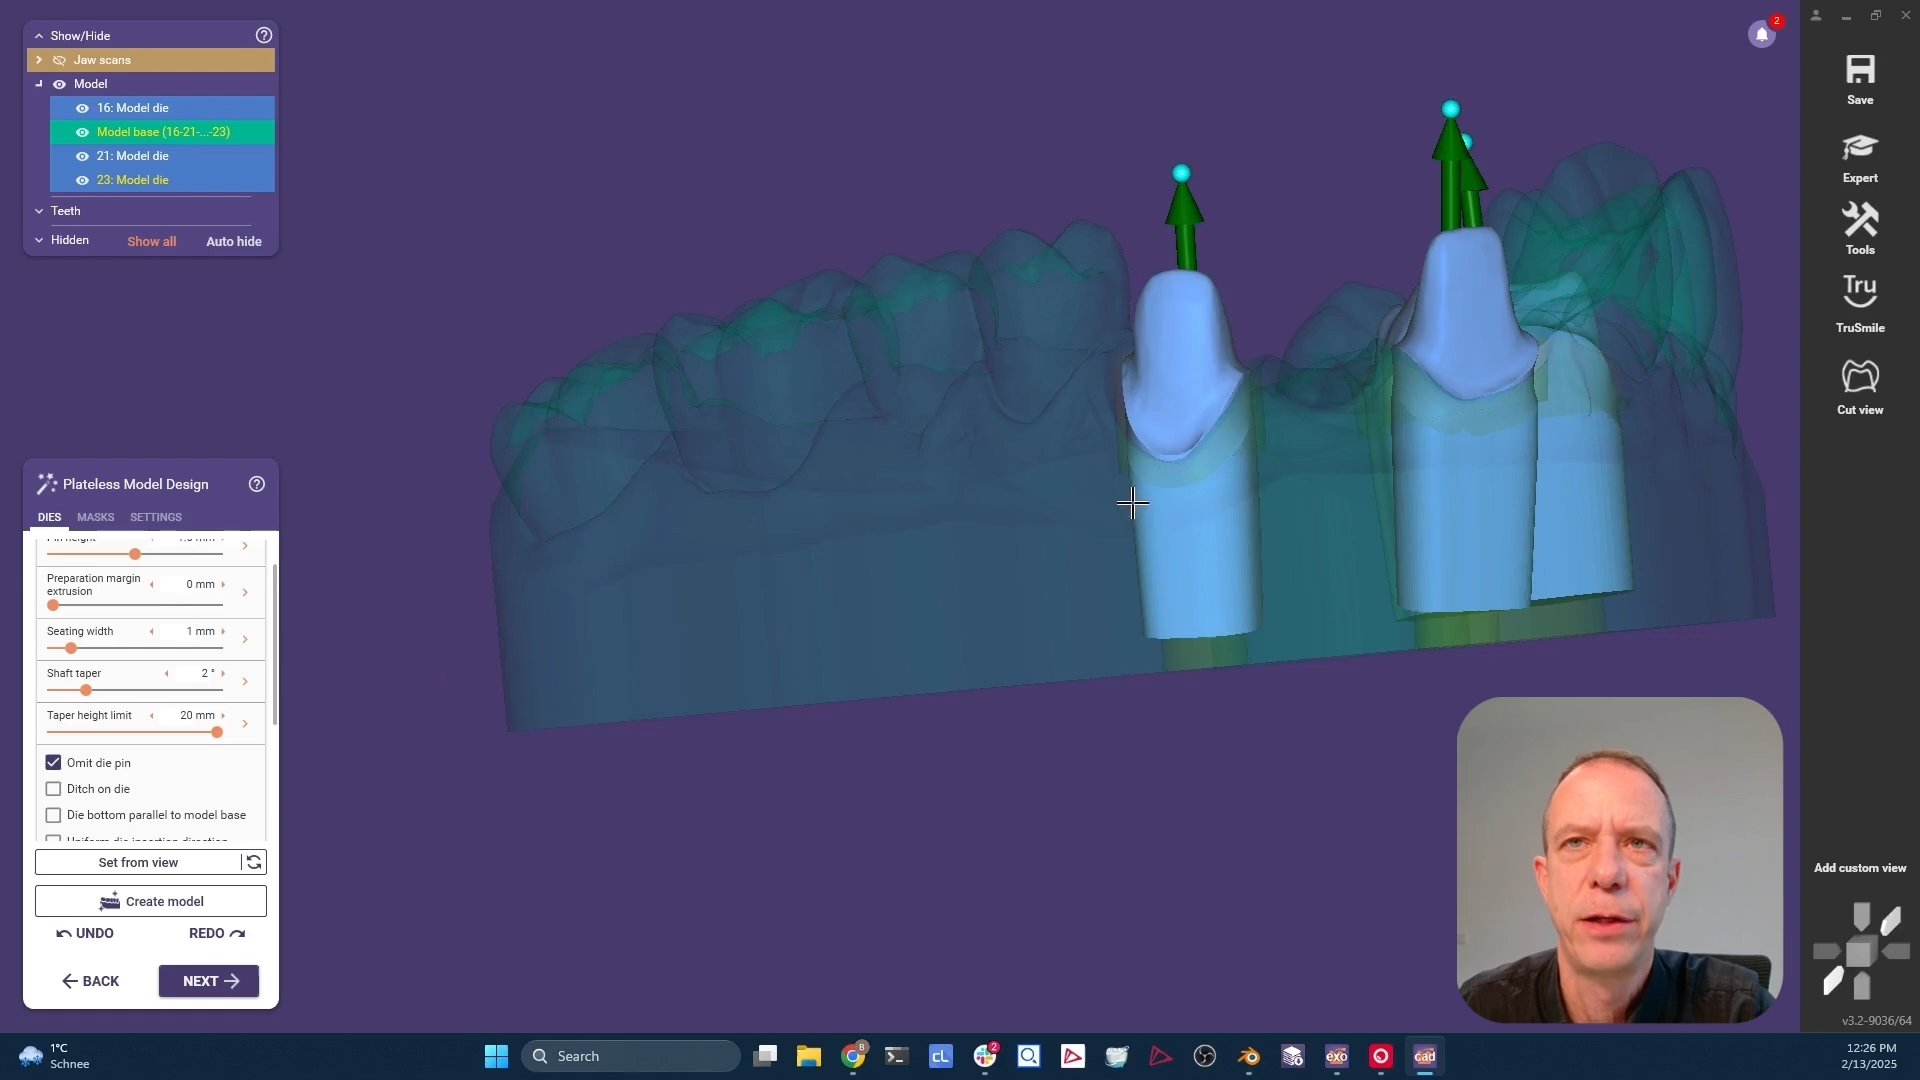 Show/Hide
Jaw scans
Model
16: Model die
Model base (16-21-...-23)
21: Model die
23: Model die
Teeth
Hidden
Show all
Auto hide
2
Save
Expert
Tools
Tru
TruSmile
Cut view
Plateless Model Design
DIES MASKS SETTINGS
Preparation margin extrusion 0 mm
Seating width 1 mm
Shaft taper 2 °
Taper height limit 20 mm
Omit die pin
Ditch on die
Die bottom parallel to model base
Set from view
Create model
UNDO REDO
BACK NEXT
Add custom view
v3.2-9036/64
1°C
Schnee
Search
cL
2
exo
cad
12:26 PM
2/13/2025